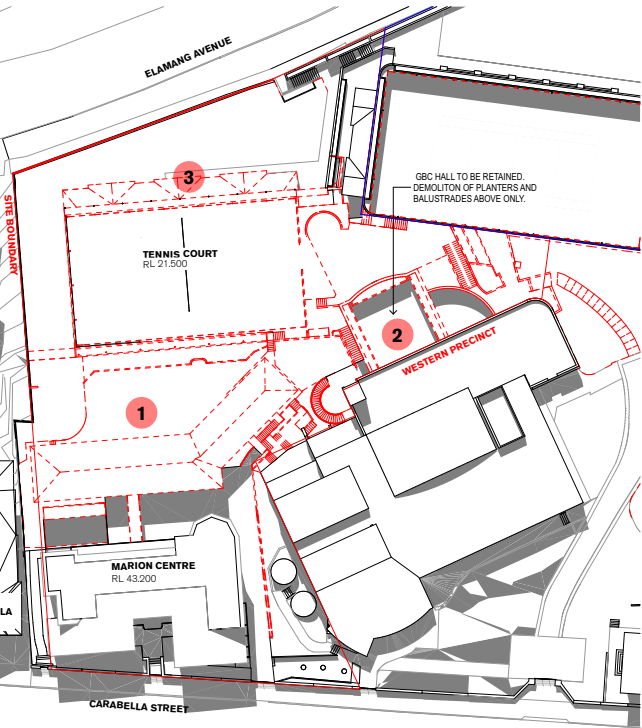 ELAMANG AVENUE
3
GBC HALL TO BE RETAINED.
DEMOLITON OF PLANTERS AND
BALUSTRADES ABOVE ONLY.
SITE BOUNDARY
TENNIS COURT
RL 21.500
2
WESTERN PRECINCT
1
MARION CENTRE
RL 43.200
LA
CARABELLA STREET